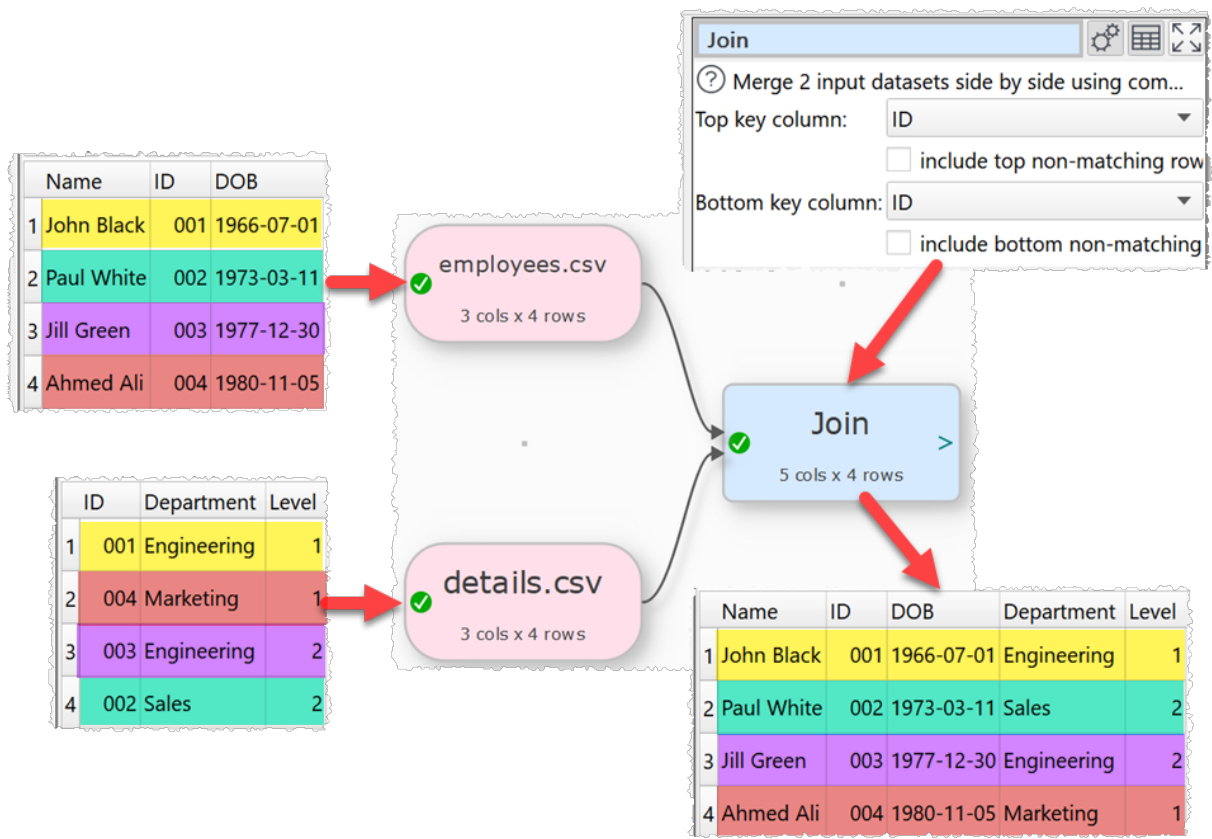 Join
? Merge 2 input datasets side by side using com...
Top key column: ID
include top non-matching row
Bottom key column: ID
include bottom non-matching
Name ID DOB
1 John Black 001 1966-07-01
2 Paul White 002 1973-03-11
3 Jill Green 003 1977-12-30
4 Ahmed Ali 004 1980-11-05
employees.csv
3 cols x 4 rows
Join
5 cols x 4 rows
>
ID Department Level
1 001 Engineering 1
2 004 Marketing 1
3 003 Engineering 2
4 002 Sales 2
details.csv
3 cols x 4 rows
Name ID DOB Department Level
1 John Black 001 1966-07-01 Engineering 1
2 Paul White 002 1973-03-11 Sales 2
3 Jill Green 003 1977-12-30 Engineering 2
4 Ahmed Ali 004 1980-11-05 Marketing 1